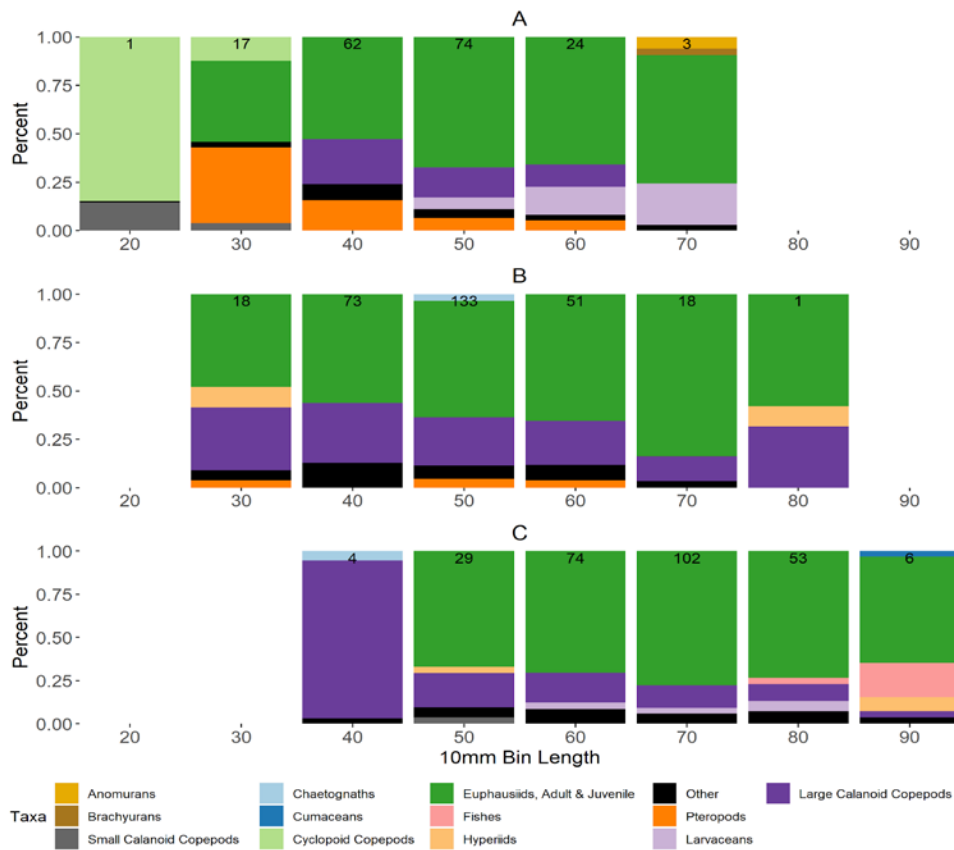 A
Percent
1.00
0.75
0.50
0.25
0.00
1 17 62 74 24 3
20 30 40 50 60 70 80 90
B
Percent
1.00
0.75
0.50
0.25
0.00
18 73 133 51 18 1
20 30 40 50 60 70 80 90
C
Percent
1.00
0.75
0.50
0.25
0.00
4 29 74 102 53 6
20 30 40 50 60 70 80 90
10mm Bin Length
Taxa
Anomurans Chaetognaths Euphausiids, Adult & Juvenile Other Large Calanoid Copepods
Brachyurans Cumaceans Fishes Pteropods
Small Calanoid Copepods Cyclopoid Copepods Hyperiids Larvaceans